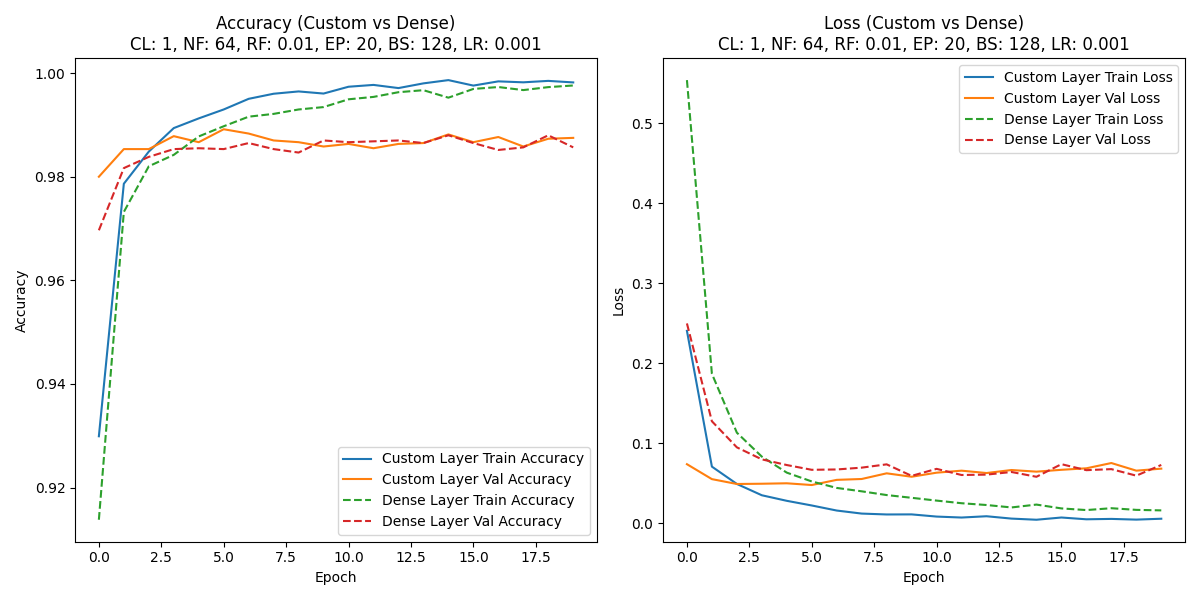 Accuracy (Custom vs Dense)
CL: 1, NF: 64, RF: 0.01, EP: 20, BS: 128, LR: 0.001
1.00
0.98
0.96
0.94
0.92
Accuracy
0.0
2.5
5.0
7.5
10.0
12.5
15.0
17.5
Epoch
Custom Layer Train Accuracy
Custom Layer Val Accuracy
Dense Layer Train Accuracy
Dense Layer Val Accuracy
Loss (Custom vs Dense)
CL: 1, NF: 64, RF: 0.01, EP: 20, BS: 128, LR: 0.001
0.5
0.4
0.3
0.2
0.1
0.0
Loss
0.0
2.5
5.0
7.5
10.0
12.5
15.0
17.5
Epoch
Custom Layer Train Loss
Custom Layer Val Loss
Dense Layer Train Loss
Dense Layer Val Loss